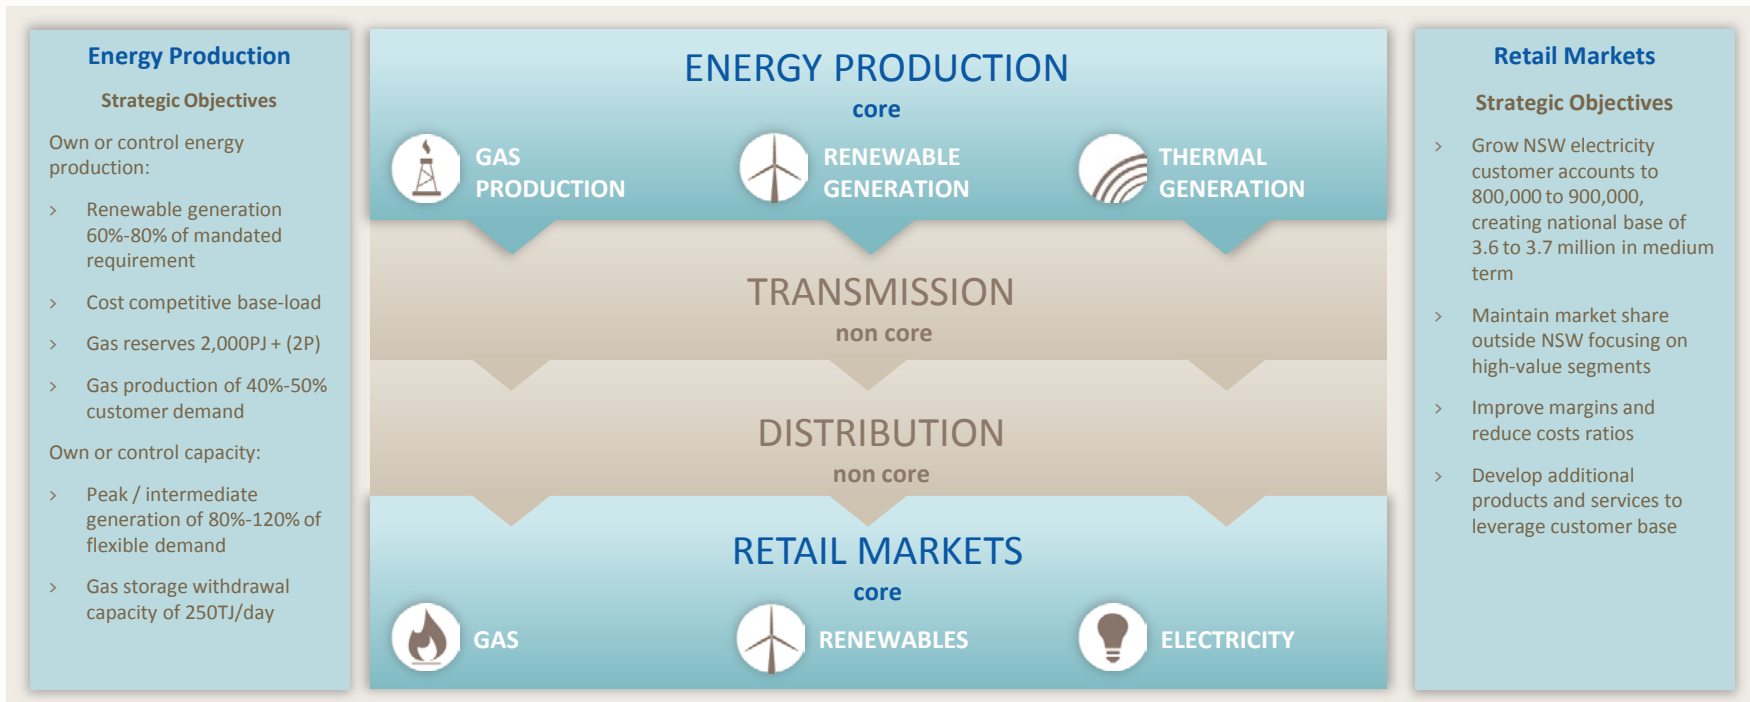 Energy Production
Strategic Objectives
Own or control energy
production:
> Renewable generation
60%-80% of mandated
requirement
> Cost competitive base-load
> Gas reserves 2,000PJ + (2P)
> Gas production of 40%-50%
customer demand
Own or control capacity:
> Peak / intermediate
generation of 80%-120% of
flexible demand
> Gas storage withdrawal
capacity of 250TJ/day
ENERGY PRODUCTION
core
GAS
PRODUCTION
RENEWABLE
GENERATION
THERMAL
GENERATION
TRANSMISSION
non core
DISTRIBUTION
non core
RETAIL MARKETS
core
GAS
RENEWABLES
ELECTRICITY
Retail Markets
Strategic Objectives
> Grow NSW electricity
customer accounts to
800,000 to 900,000,
creating national base of
3.6 to 3.7 million in medium
term
> Maintain market share
outside NSW focusing on
high-value segments
> Improve margins and
reduce costs ratios
> Develop additional
products and services to
leverage customer base